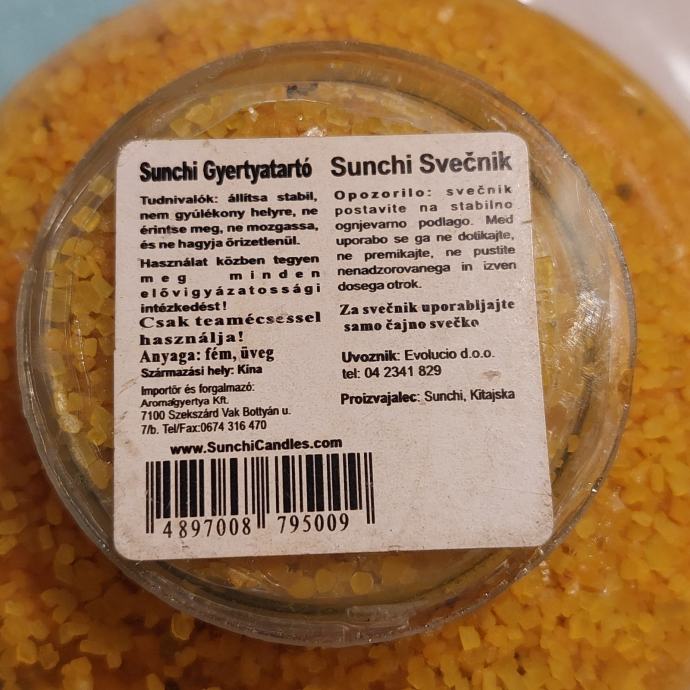 Sunchi Gyertyatartó
Tudnivalók: állítsa stabil,
nem gyúlékony helyre, ne
érintse meg, ne mozgassa,
és ne hagyja őrizetlenül.
Használat közben tegyen
meg minden
elővigyázatossági
intézkedést!
Csak teamécsessel
használja!
Anyaga: fém, üveg
Származási hely: Kína
Importőr és forgalmazó:
Aromagyertya Kft.
7100 Szekszárd Vak Bottyán u.
7/b. Tel/Fax:0674 316 470
www.SunchiCandles.com
4897008 795009
Sunchi Svečnik
Opozorilo: svečnik
postavite na stabilno
ognjevarno podlago. Med
uporabo se ga ne dotikajte,
ne premikajte, ne pustite
nenadzorovanega in izven
dosega otrok.
Za svečnik uporabljajte
samo čajno svečko
Uvoznik: Evolucio d.o.o.
tel: 04 2341 829
Proizvajalec: Sunchi, Kitajska